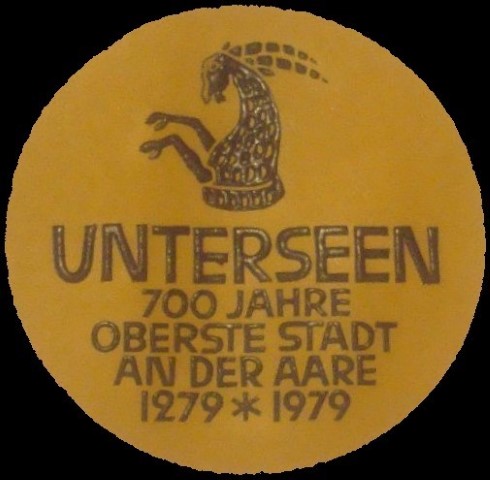 UNTERSEEN
700 JAHRE
OBERSTE STADT
AN DER AARE
1279 * 1979